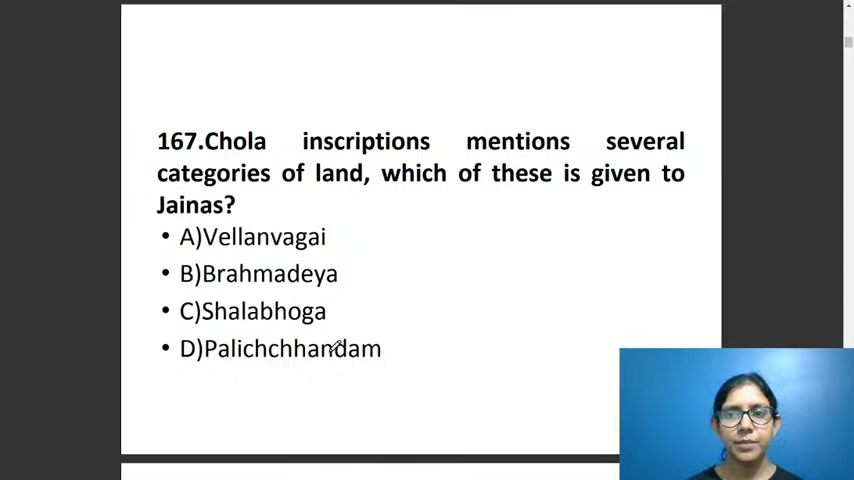 167.Chola inscriptions mentions several
categories of land, which of these is given to
Jainas?
• A)Vellanvagai
• B)Brahmadeya
• C)Shalabhoga
• D)Palichchhandam